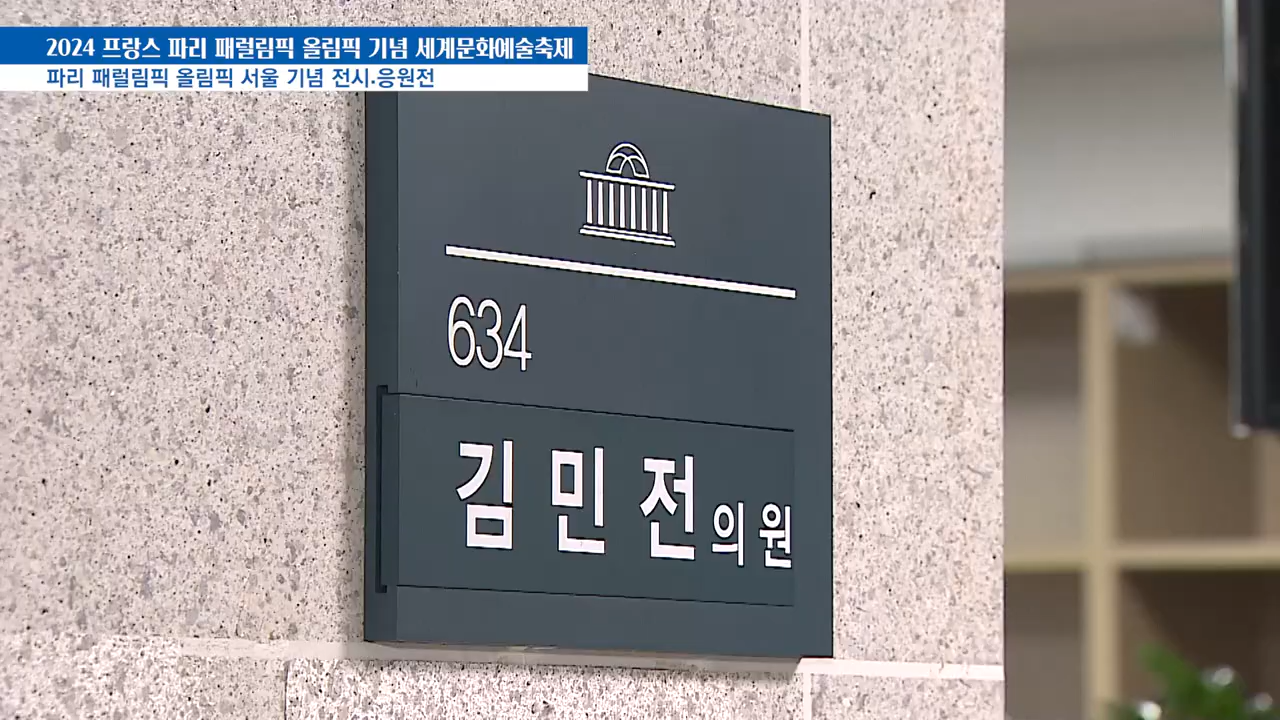 2024 프랑스 파리 패럴림픽 올림픽 기념 세계문화예술축제
파리 패럴림픽 올림픽 서울 기념 전시.응원전
634
김민전의원